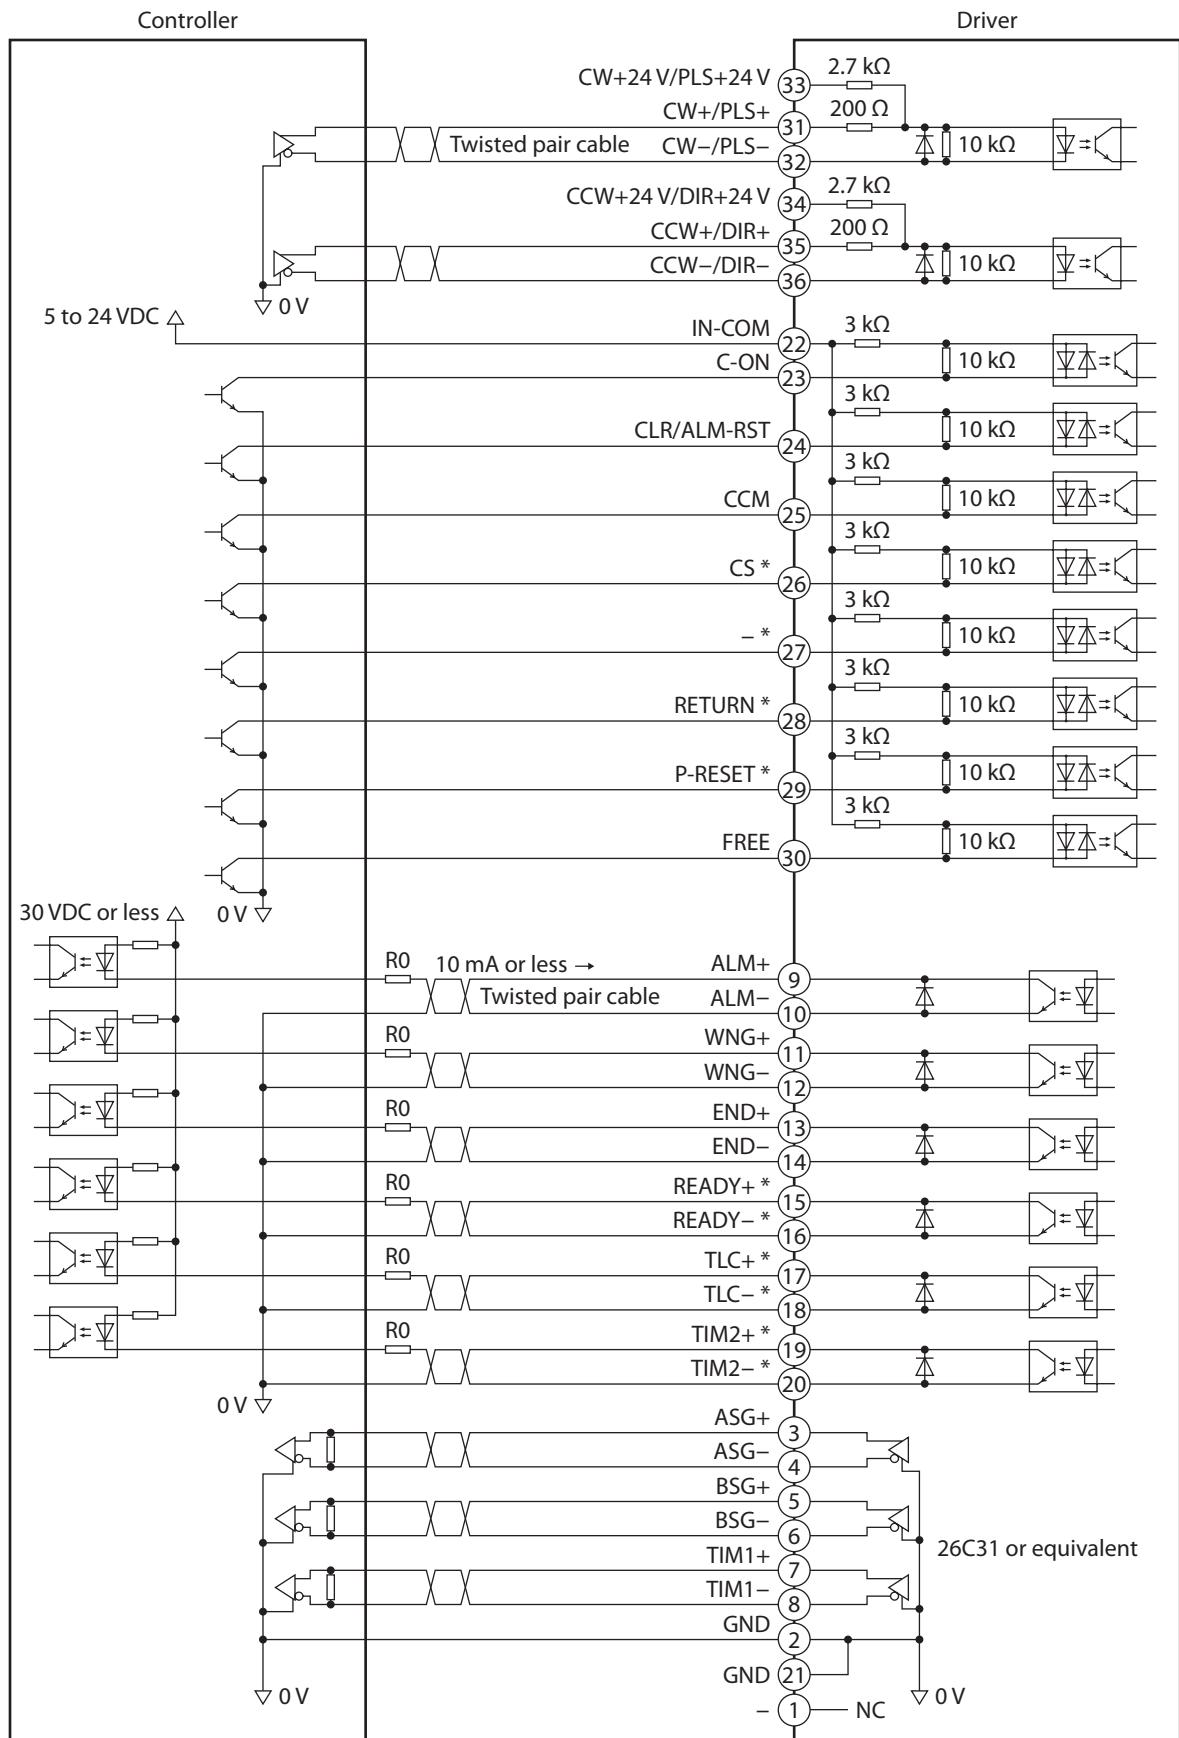 Controller
Driver
CW+24 V/PLS+24 V 33 2.7 kΩ
CW+/PLS+ 31 200 Ω
Twisted pair cable
CW−/PLS− 32 10 kΩ
CCW+24 V/DIR+24 V 34 2.7 kΩ
CCW+/DIR+ 35 200 Ω
CCW−/DIR− 36 10 kΩ
0 V
5 to 24 VDC
IN-COM 22 3 kΩ
C-ON 23 10 kΩ
3 kΩ
CLR/ALM-RST 24 10 kΩ
3 kΩ
CCM 25 10 kΩ
3 kΩ
CS * 26 10 kΩ
3 kΩ
− * 27 10 kΩ
3 kΩ
RETURN * 28 10 kΩ
3 kΩ
P-RESET * 29 10 kΩ
3 kΩ
FREE 30 10 kΩ
30 VDC or less
0 V
R0 10 mA or less → ALM+ 9
Twisted pair cable ALM− 10
R0 WNG+ 11
WNG− 12
R0 END+ 13
END− 14
R0 READY+ * 15
READY− * 16
R0 TLC+ * 17
TLC− * 18
R0 TIM2+ * 19
TIM2− * 20
0 V
ASG+ 3
ASG− 4
BSG+ 5
BSG− 6
26C31 or equivalent
TIM1+ 7
TIM1− 8
GND 2
GND 21
0 V
0 V
− 1 NC